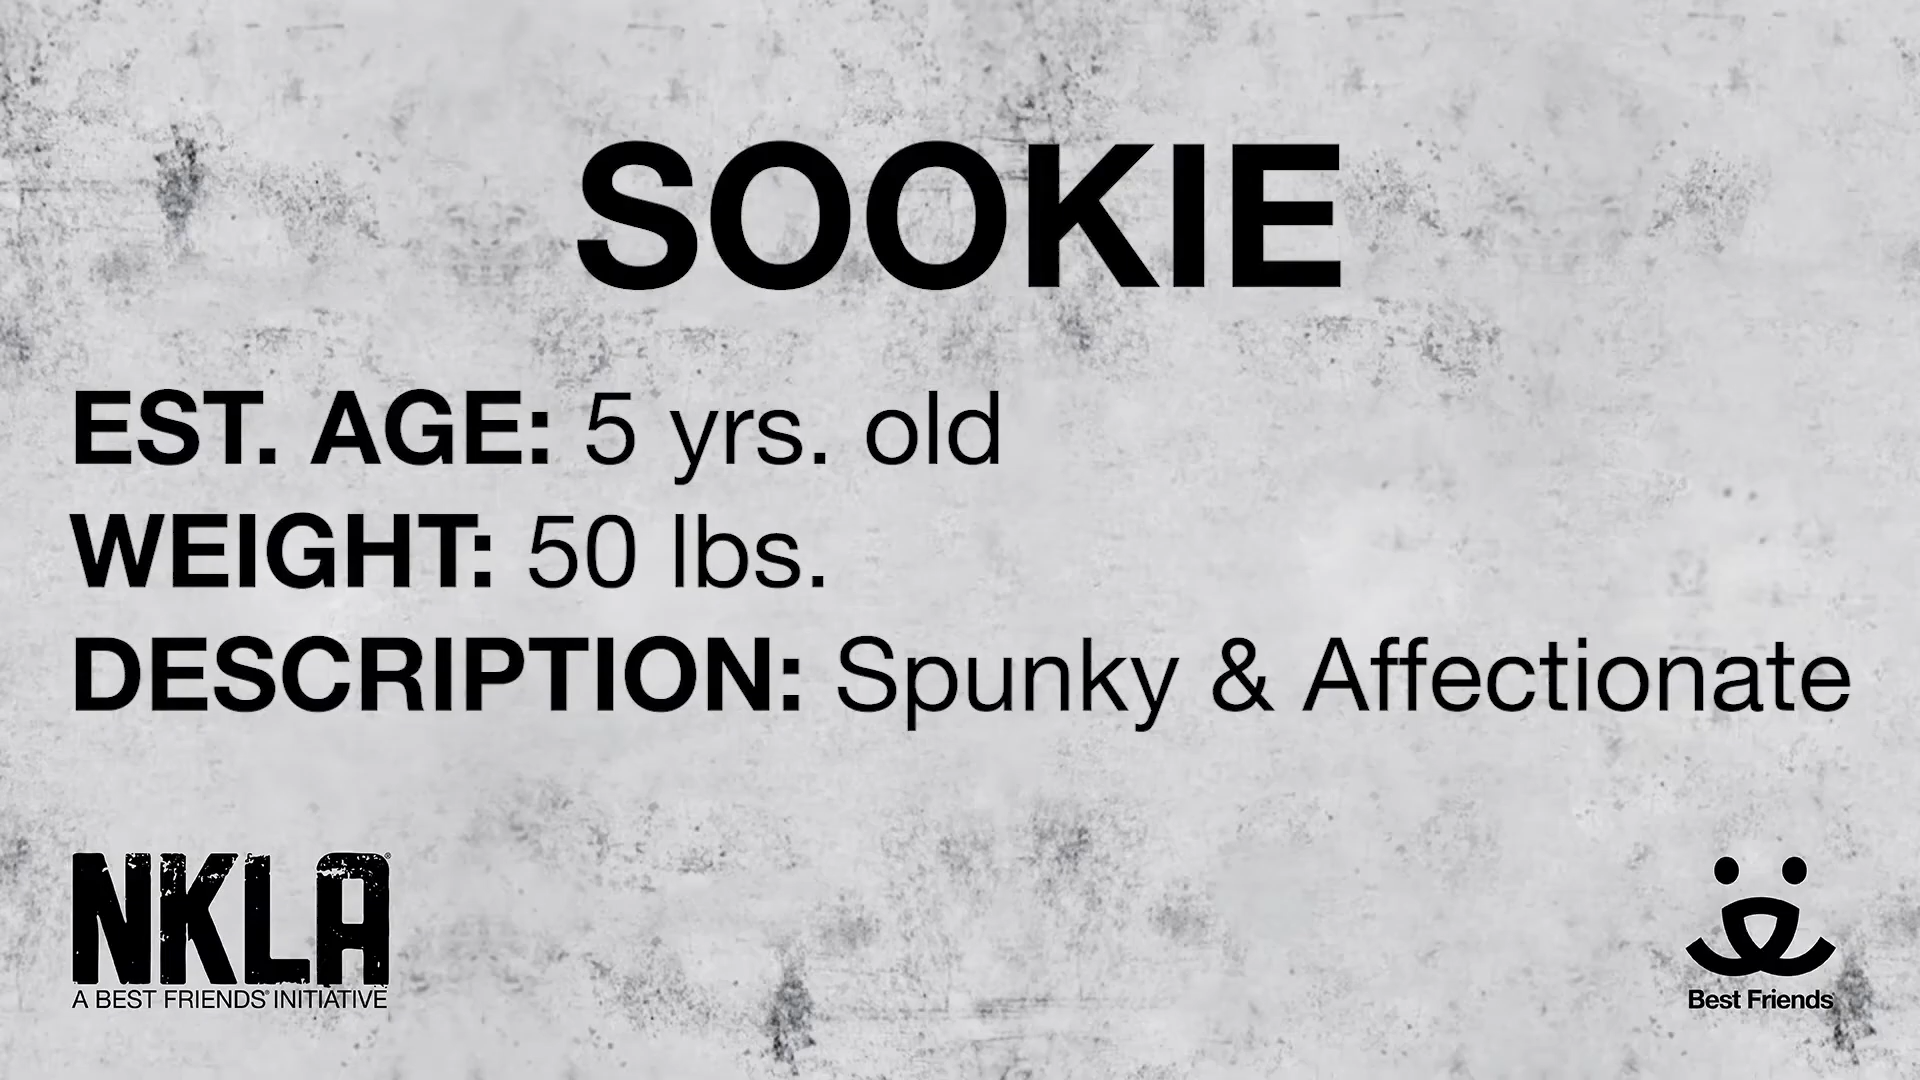 SOOKIE
EST. AGE: 5 yrs. old
WEIGHT: 50 lbs.
DESCRIPTION: Spunky & Affectionate
NKLA®
A BEST FRIENDS® INITIATIVE
Best Friends